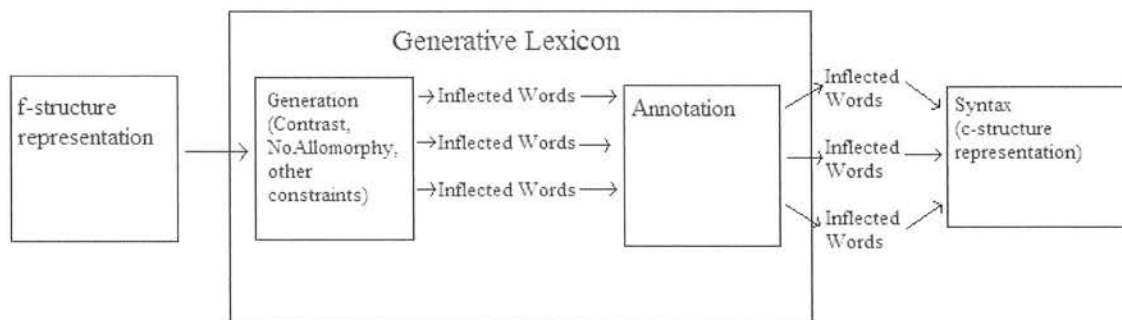 Generative Lexicon
f-structure
representation
Generation
(Contrast,
NoAllomorphy,
other
constraints)
Inflected Words
Inflected Words
Inflected Words
Annotation
Inflected
Words
Inflected
Words
Inflected
Words
Syntax
(c-structure
representation)